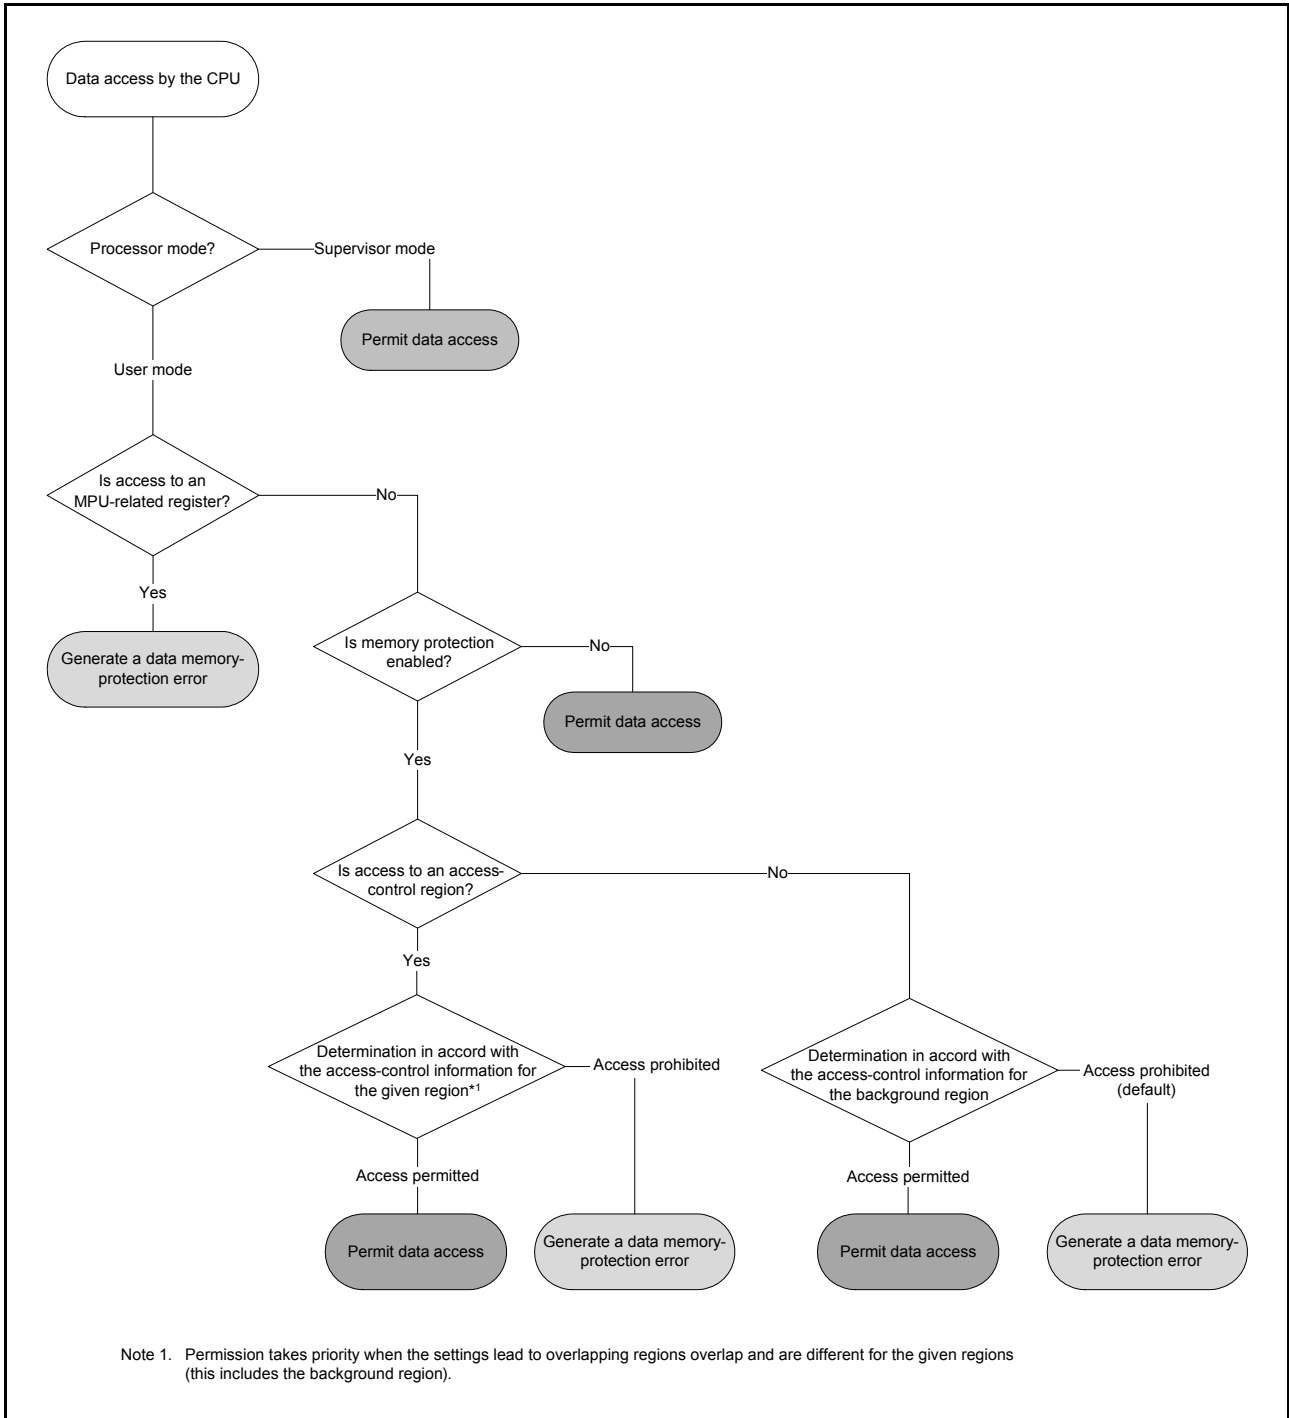 Data access by the CPU
Processor mode?
Supervisor mode
Permit data access
User mode
Is access to an
MPU-related register?
No
Yes
Generate a data memory-
protection error
Is memory protection
enabled?
No
Permit data access
Yes
Is access to an access-
control region?
No
Yes
Determination in accord with
the access-control information for
the given region*1
Access prohibited
Determination in accord with
the access-control information for
the background region
Access prohibited
(default)
Access permitted
Access permitted
Permit data access
Generate a data memory-
protection error
Permit data access
Generate a data memory-
protection error
Note 1. Permission takes priority when the settings lead to overlapping regions overlap and are different for the given regions
(this includes the background region).